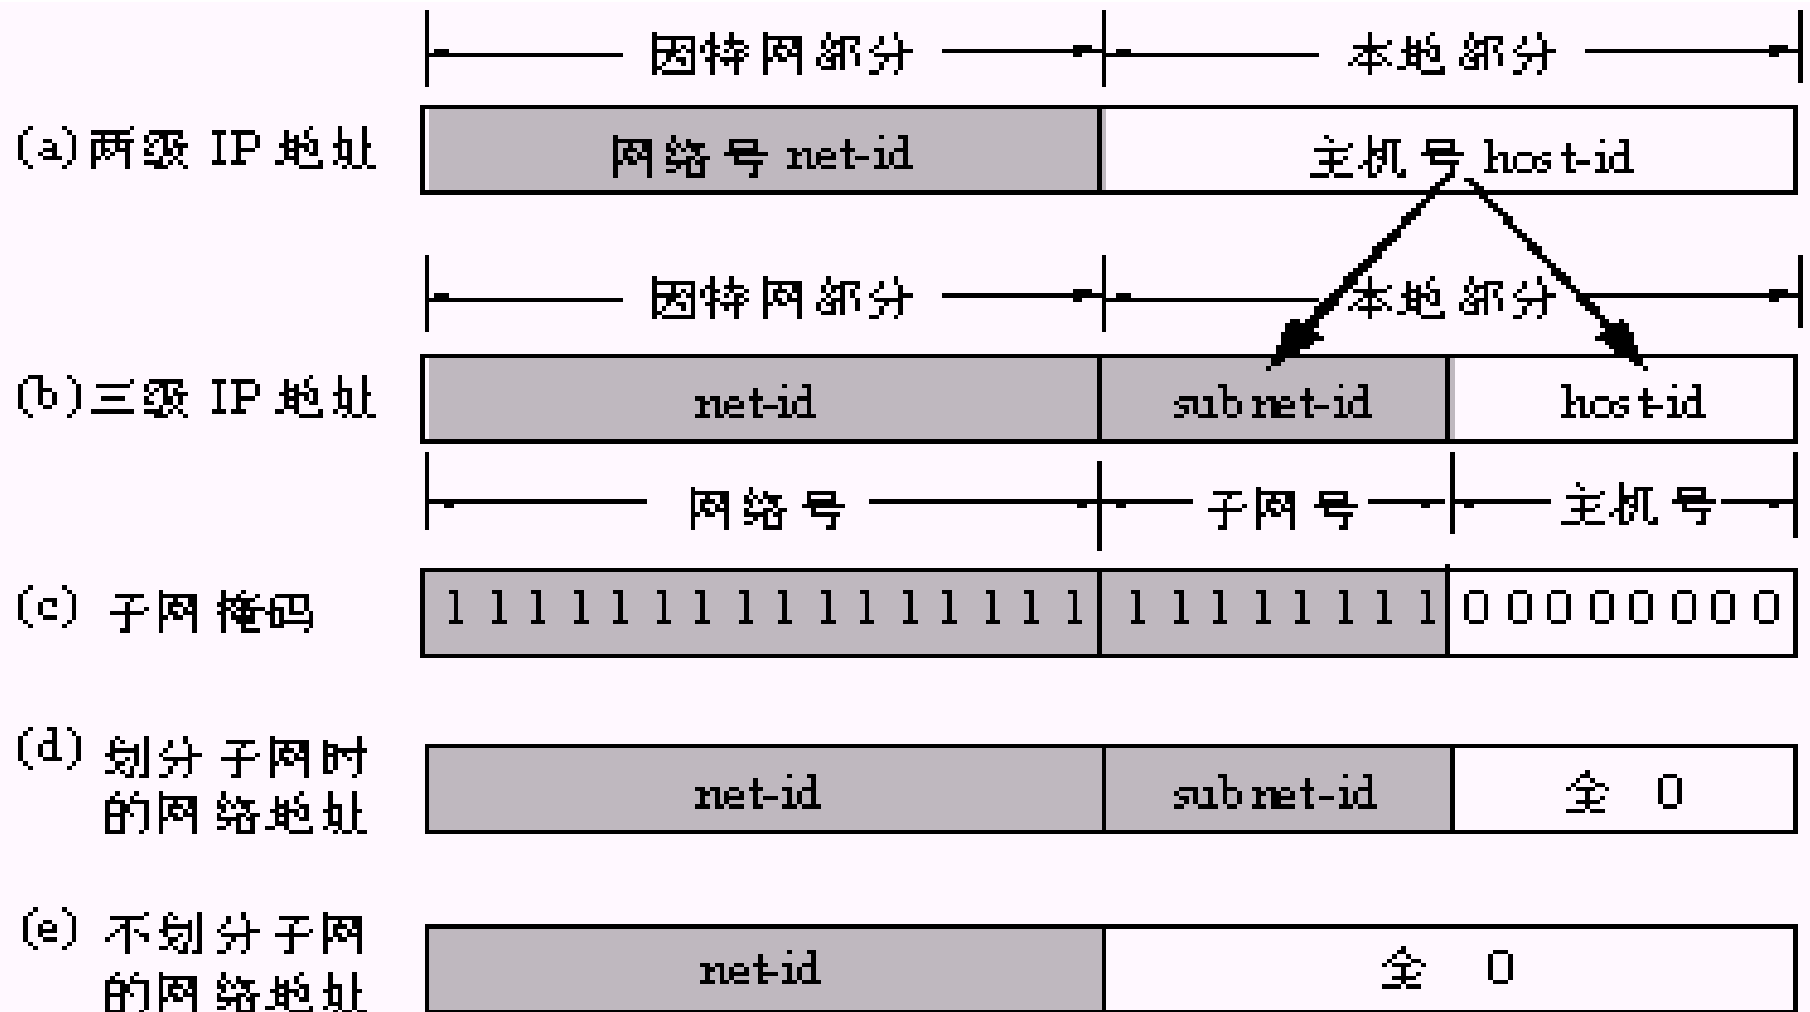 因特网部分 本地部分
(a)两级 IP 地址 网络号 net-id 主机号 host-id
因特网部分 本地部分
(b)三级 IP 地址 net-id subnet-id host-id
网络号 子网号 主机号
(c) 子网掩码 1 1 1 1 1 1 1 1 1 1 1 1 1 1 1 1 1 1 1 1 1 1 1 1 0 0 0 0 0 0 0 0
(d) 划分子网时
的网络地址 net-id subnet-id 全 0
(e) 不划分子网
的网络地址 net-id 全 0